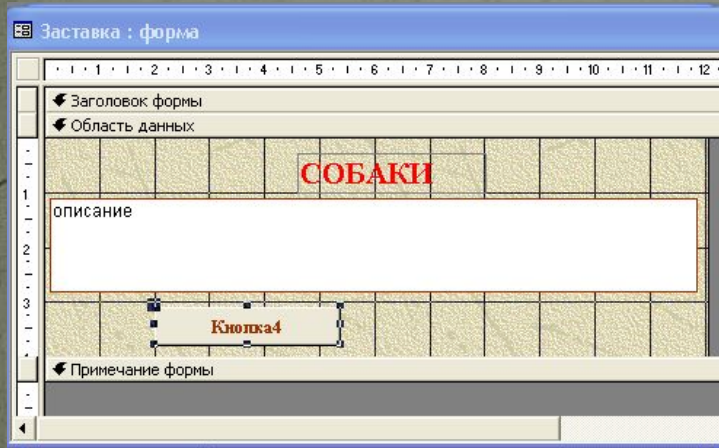 Заставка : форма
1 2 3 4 5 6 7 8 9 10 11 12
Заголовок формы
Область данных
СОБАКИ
1
описание
2
3
Кнопка4
Примечание формы